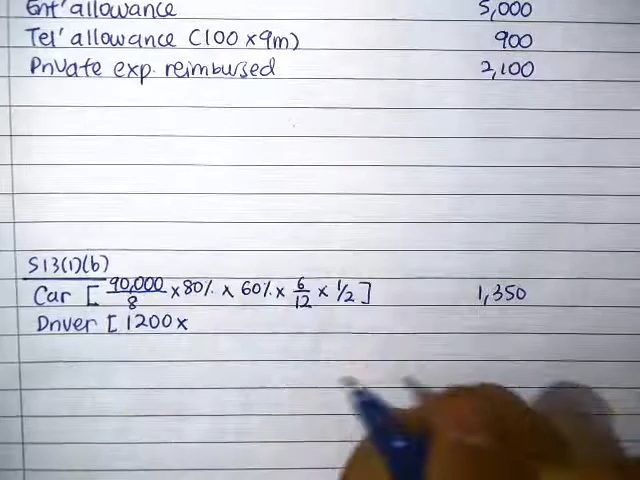 Ent' allowance 5,000
Tel' allowance (100 x 9m) 900
Private exp. reimbursed 2,100
S13(1)(b)
Car [ 90,000/8 x 80% x 60% x 6/12 x 1/2 ] 1,350
Driver [ 1200 x